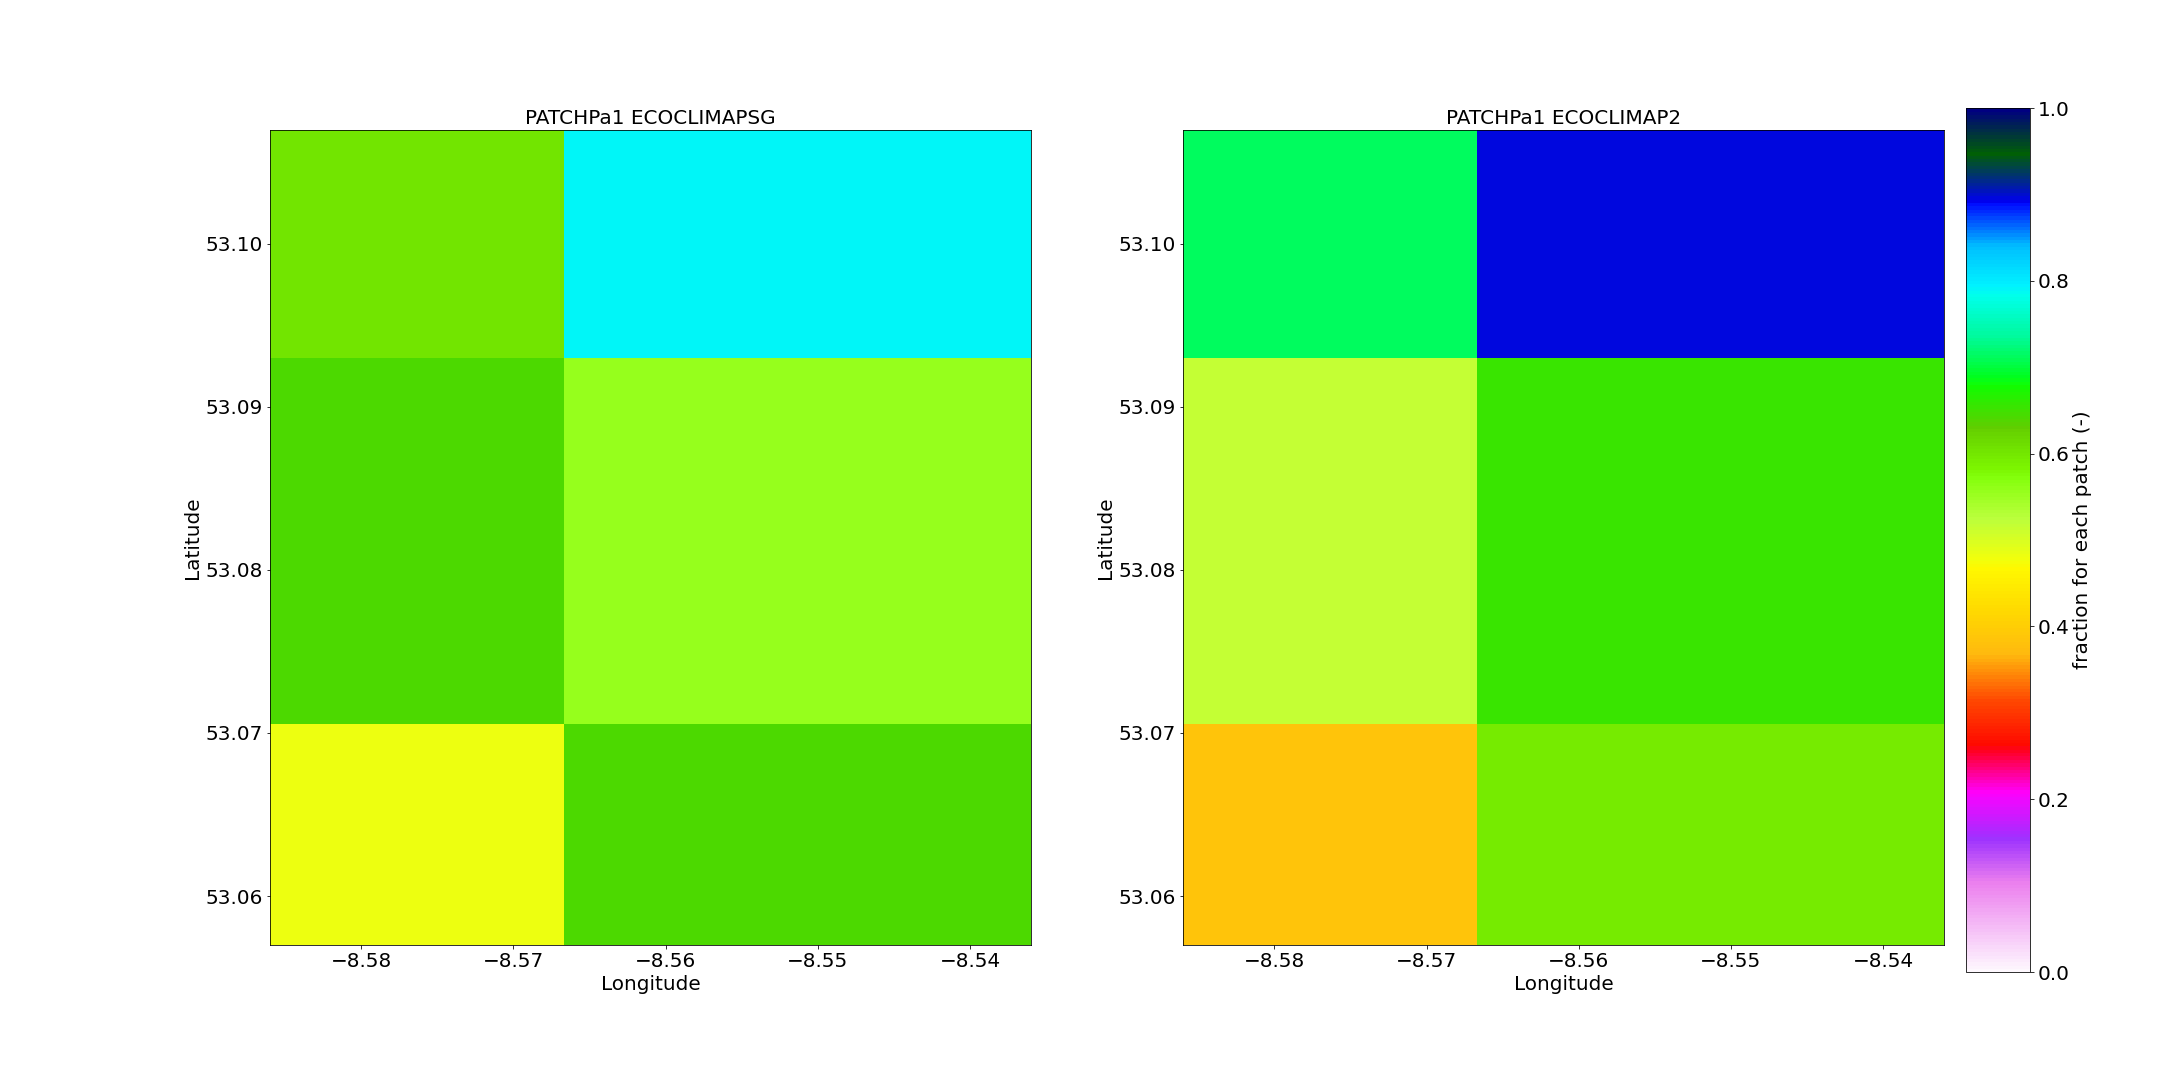 PATCHPa1 ECOCLIMAPSG
53.10
53.09
53.08
53.07
53.06
Latitude
−8.58 −8.57 −8.56 −8.55 −8.54
Longitude
PATCHPa1 ECOCLIMAP2
53.10
53.09
53.08
53.07
53.06
Latitude
−8.58 −8.57 −8.56 −8.55 −8.54
Longitude
1.0
0.8
0.6
0.4
0.2
0.0
fraction for each patch (-)